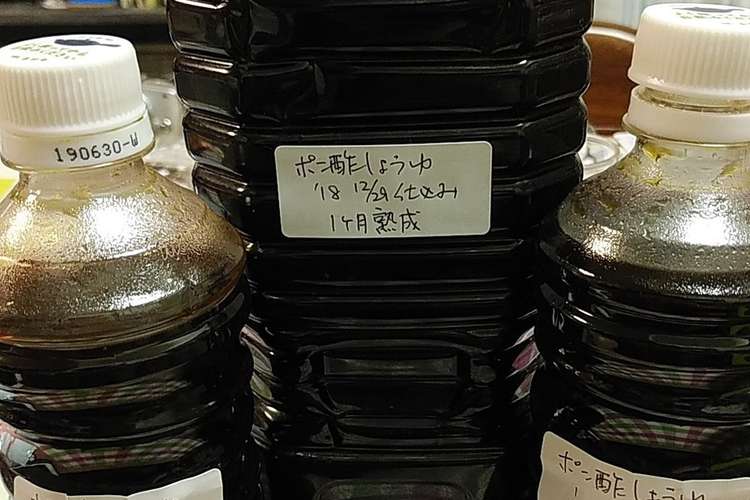 190630-W
ポン酢しょうゆ
'18 12/29 仕込み
1ヶ月熟成
ポン酢しょうゆ